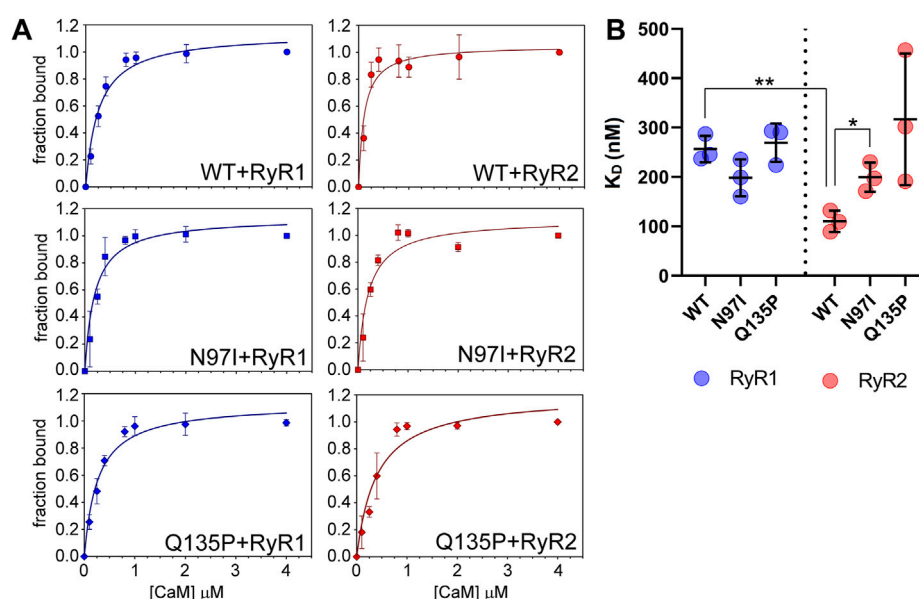 A
fraction bound
1.2
1.0
0.8
0.6
0.4
0.2
0.0
WT+RyR1
1.2
1.0
0.8
0.6
0.4
0.2
0.0
WT+RyR2
fraction bound
1.2
1.0
0.8
0.6
0.4
0.2
0.0
N97I+RyR1
1.2
1.0
0.8
0.6
0.4
0.2
0.0
N97I+RyR2
fraction bound
1.2
1.0
0.8
0.6
0.4
0.2
0.0
Q135P+RyR1
0 1 2 3 4
[CaM] μM
1.2
1.0
0.8
0.6
0.4
0.2
0.0
Q135P+RyR2
0 1 2 3 4
[CaM] μM
B
K_D (nM)
500
400
300
200
100
0
**
*
WT N97I Q135P WT N97I Q135P
RyR1 RyR2